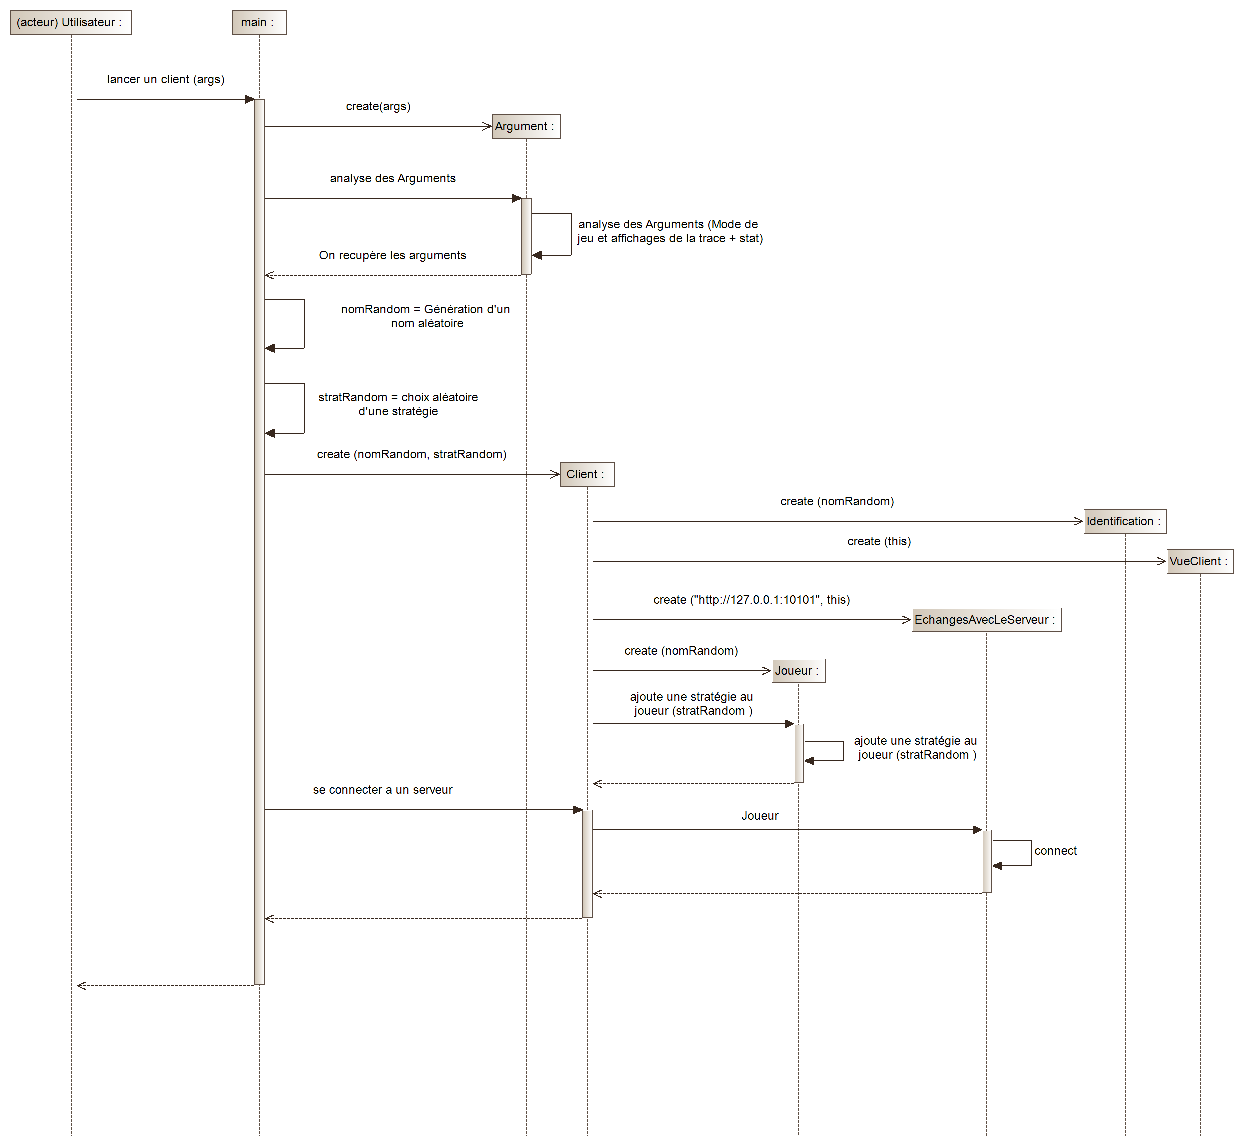 (acteur) Utilisateur :
main :
lancer un client (args)
create(args)
Argument :
analyse des Arguments
analyse des Arguments (Mode de
jeu et affichages de la trace + stat)
On recupère les arguments
nomRandom = Génération d'un
nom aléatoire
stratRandom = choix aléatoire
d'une stratégie
create (nomRandom, stratRandom)
Client :
create (nomRandom)
Identification :
create (this)
VueClient :
create ("http://127.0.0.1:10101", this)
EchangesAvecLeServeur :
create (nomRandom)
Joueur :
ajoute une stratégie au
joueur (stratRandom )
ajoute une stratégie au
joueur (stratRandom )
se connecter a un serveur
Joueur
connect